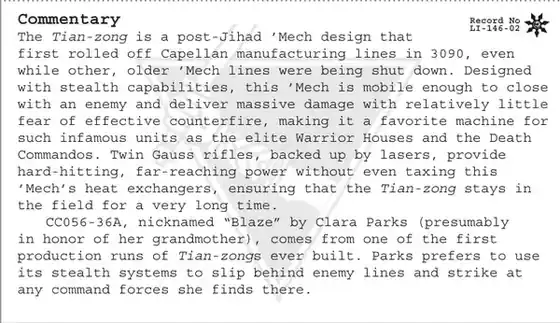 Commentary
Record No
LI-146-02
The Tian-zong is a post-Jihad ’Mech design that
first rolled off Capellan manufacturing lines in 3090, even
while other, older ’Mech lines were being shut down. Designed
with stealth capabilities, this ’Mech is mobile enough to close
with an enemy and deliver massive damage with relatively little
fear of effective counterfire, making it a favorite machine for
such infamous units as the elite Warrior Houses and the Death
Commandos. Twin Gauss rifles, backed up by lasers, provide
hard-hitting, far-reaching power without even taxing this
’Mech’s heat exchangers, ensuring that the Tian-zong stays in
the field for a very long time.
CC056-36A, nicknamed “Blaze” by Clara Parks (presumably
in honor of her grandmother), comes from one of the first
production runs of Tian-zongs ever built. Parks prefers to use
its stealth systems to slip behind enemy lines and strike at
any command forces she finds there.